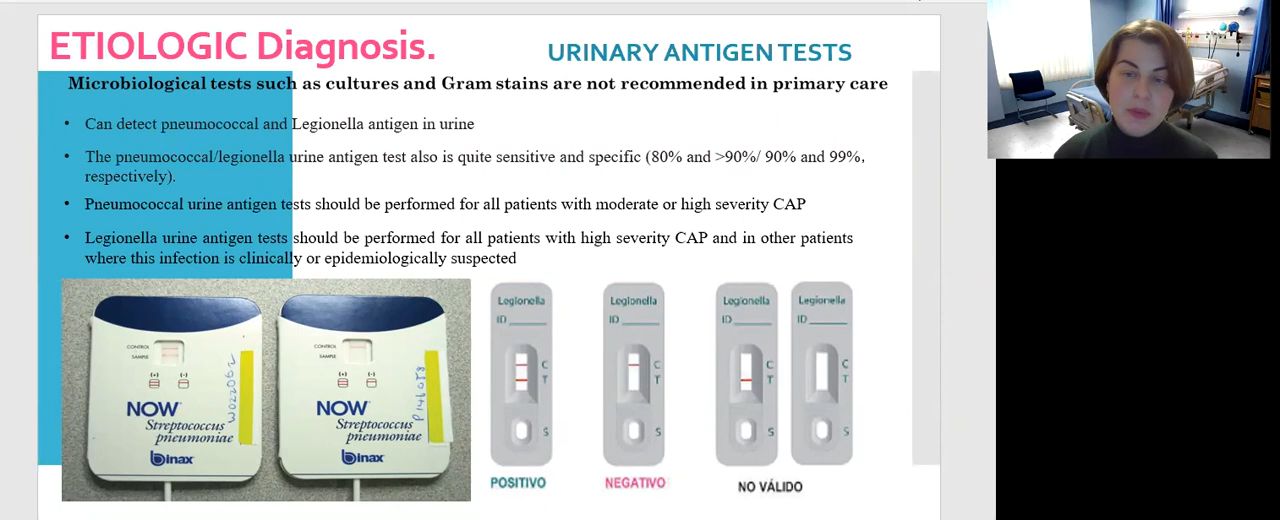 ETIOLOGIC Diagnosis.
URINARY ANTIGEN TESTS
Microbiological tests such as cultures and Gram stains are not recommended in primary care
• Can detect pneumococcal and Legionella antigen in urine
• The pneumococcal/legionella urine antigen test also is quite sensitive and specific (80% and >90%/ 90% and 99%,
respectively).
• Pneumococcal urine antigen tests should be performed for all patients with moderate or high severity CAP
• Legionella urine antigen tests should be performed for all patients with high severity CAP and in other patients
where this infection is clinically or epidemiologically suspected
CONTROL
SAMPLE
(+) (-)
NOW
Streptococcus
pneumoniae
Binax
CONTROL
SAMPLE
(+) (-)
NOW
Streptococcus
pneumoniae
Binax
Legionella
ID
C
T
S
POSITIVO
Legionella
ID
C
T
S
NEGATIVO
Legionella
ID
C
T
S
Legionella
ID
C
T
S
NO VÁLIDO